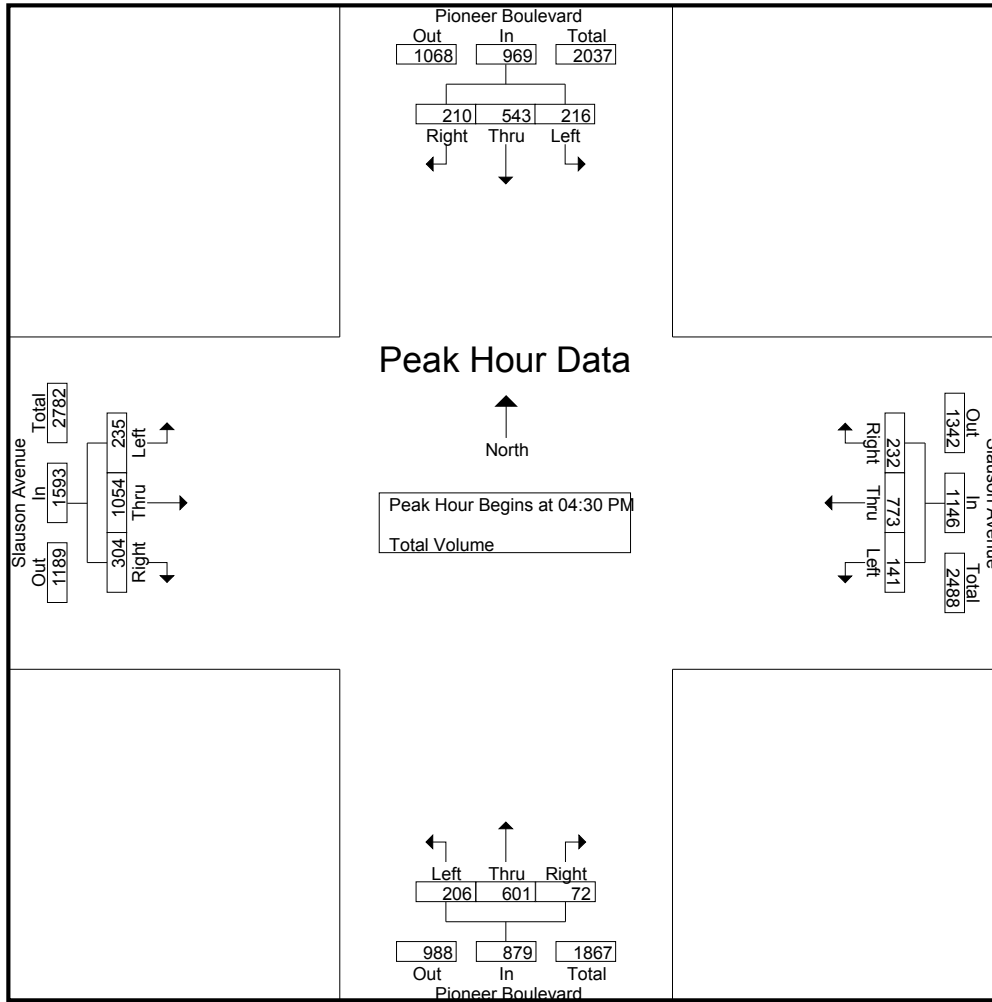 Pioneer Boulevard
Out In Total
1068 969 2037
210 543 216
Right Thru Left
Peak Hour Data
North
Peak Hour Begins at 04:30 PM
Total Volume
Slauson Avenue
Out In Total
1189 1593 2782
304 1054 235
Right Thru Left
Slauson Avenue
Out In Total
1342 1146 2488
232 773 141
Right Thru Left
Left Thru Right
206 601 72
988 879 1867
Out In Total
Pioneer Boulevard